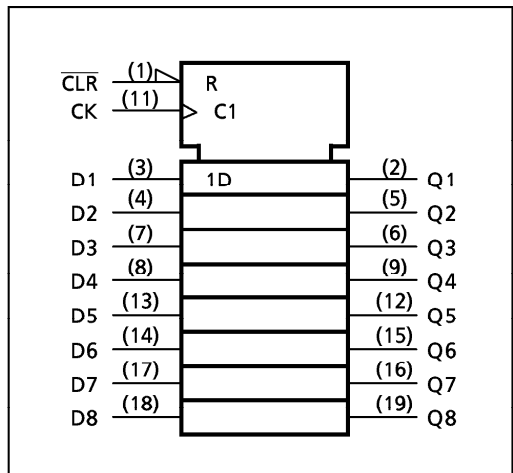 C̅L̅R̅ (1) R
CK (11) C1
D1 (3) 1D (2) Q1
D2 (4) (5) Q2
D3 (7) (6) Q3
D4 (8) (9) Q4
D5 (13) (12) Q5
D6 (14) (15) Q6
D7 (17) (16) Q7
D8 (18) (19) Q8